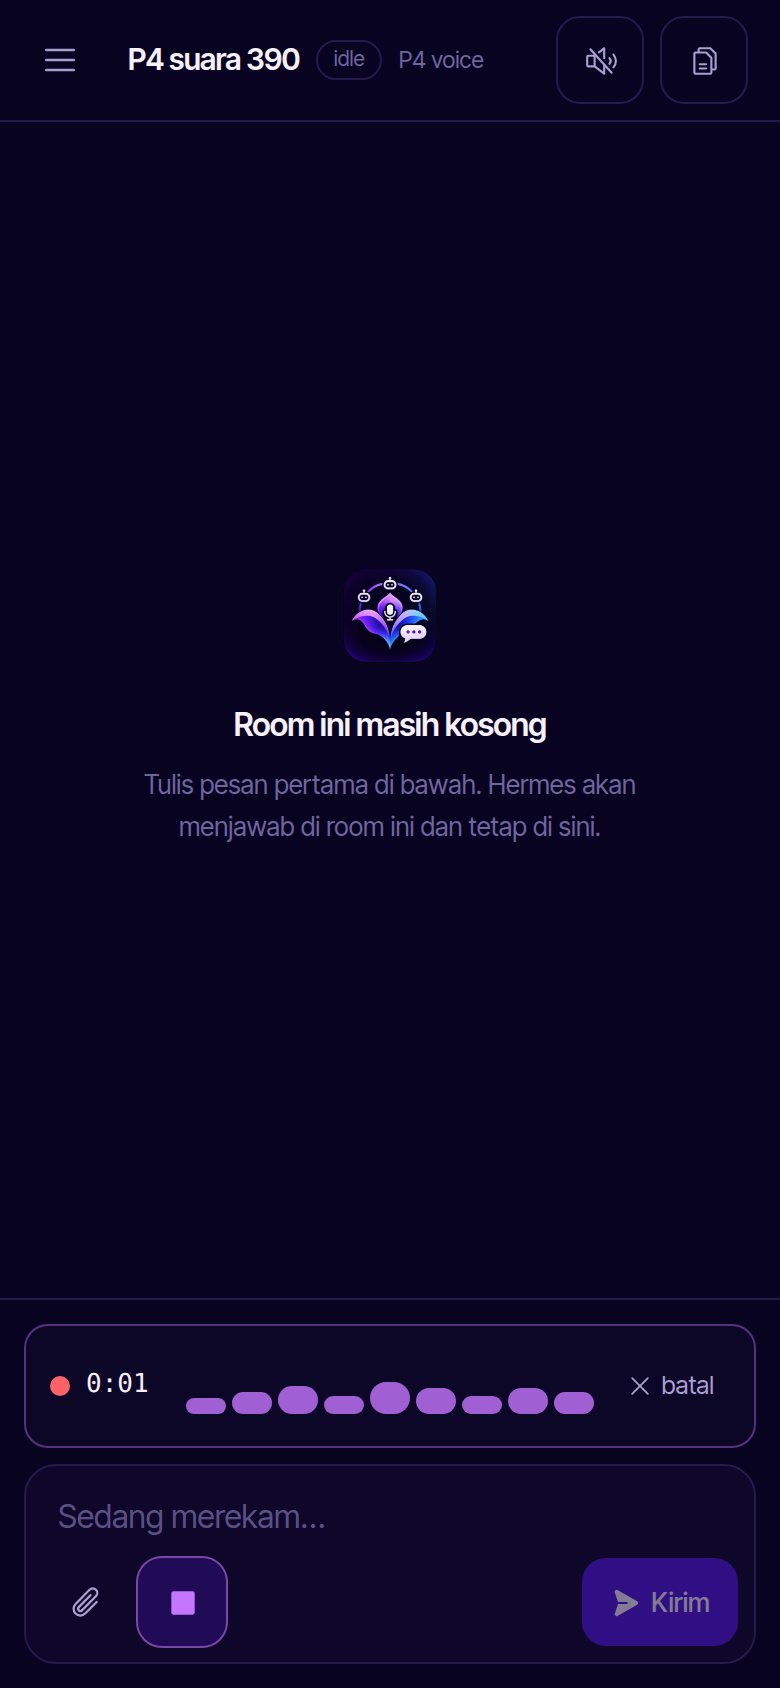 P4 suara 390 idle P4 voice
Room ini masih kosong
Tulis pesan pertama di bawah. Hermes akan
menjawab di room ini dan tetap di sini.
0:01 batal
Sedang merekam...
Kirim